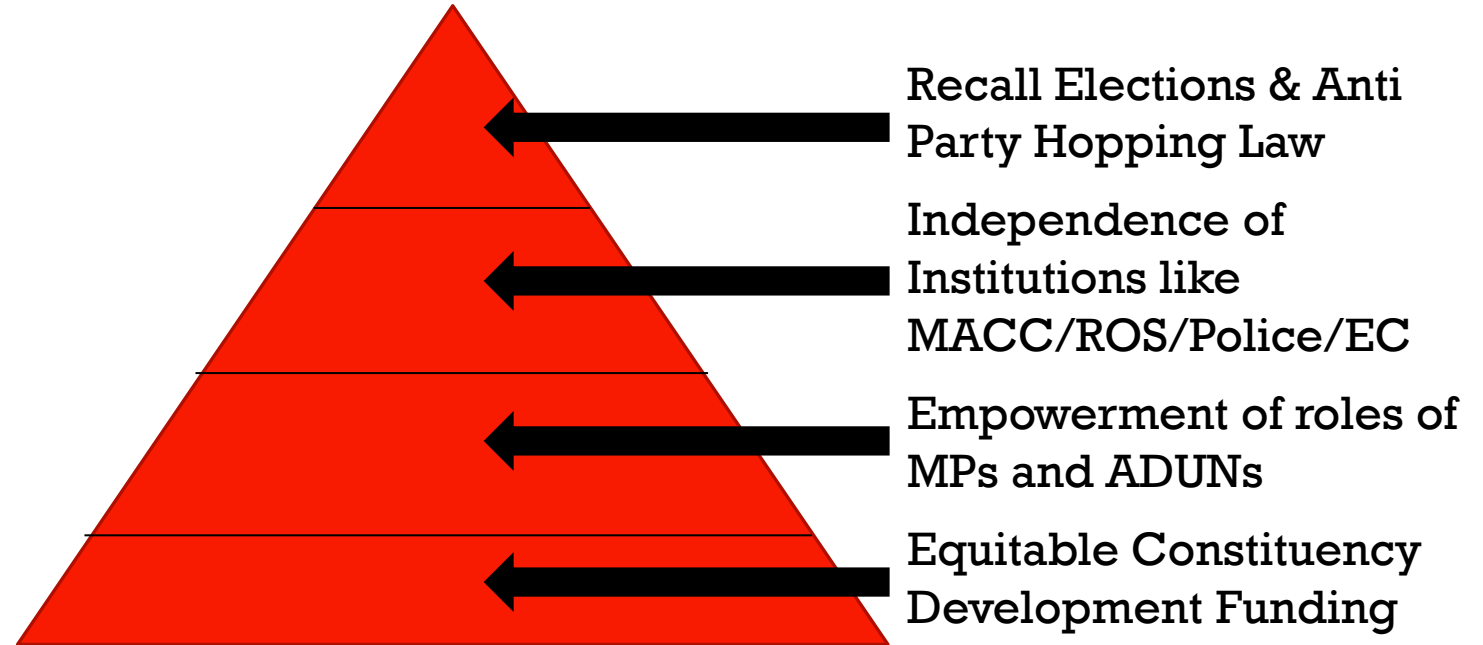 Recall Elections & Anti
Party Hopping Law
Independence of
Institutions like
MACC/ROS/Police/EC
Empowerment of roles of
MPs and ADUNs
Equitable Constituency
Development Funding